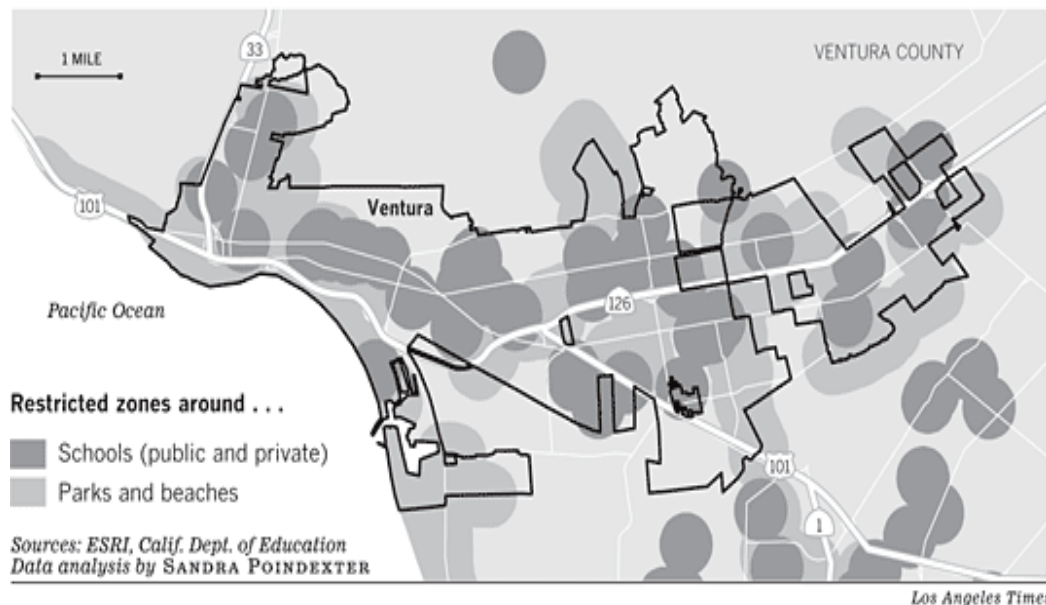 33
1 MILE
VENTURA COUNTY
101
Ventura
126
Pacific Ocean
Restricted zones around . . .
Schools (public and private)
Parks and beaches
101
1
Sources: ESRI, Calif. Dept. of Education
Data analysis by SANDRA POINDEXTER
Los Angeles Times